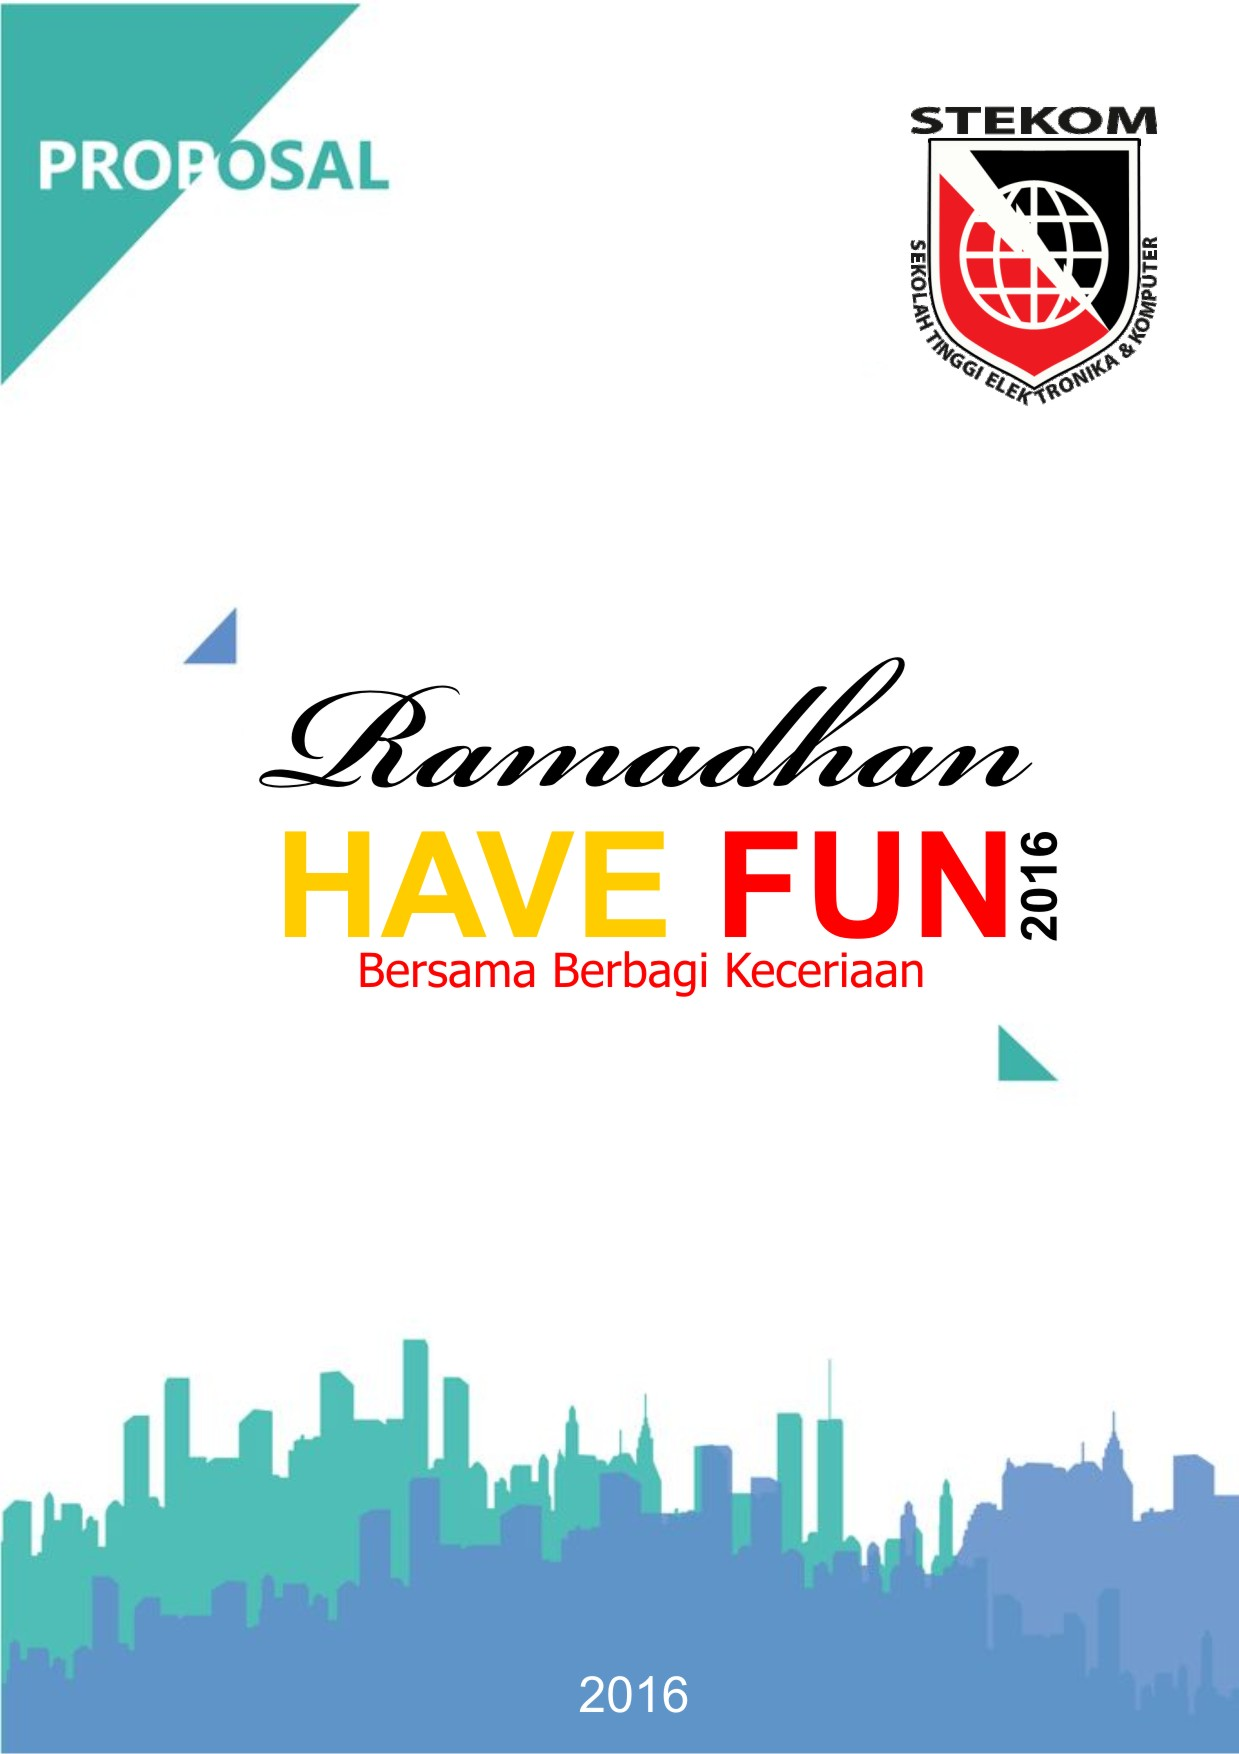 PROPOSAL
STEKOM
SEKOLAH TINGGI ELEKTRONIKA & KOMPUTER
Ramadhan
HAVE FUN 2016
Bersama Berbagi Keceriaan
2016